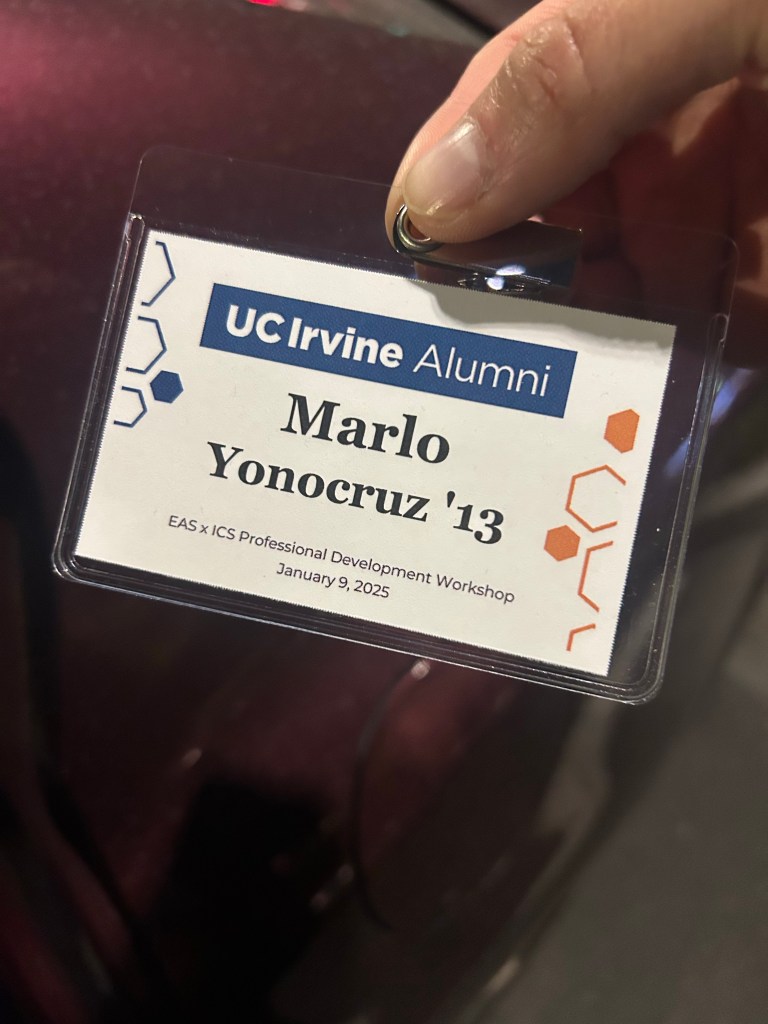 UC Irvine Alumni
Marlo
Yonocruz '13
EAS x ICS Professional Development Workshop
January 9, 2025